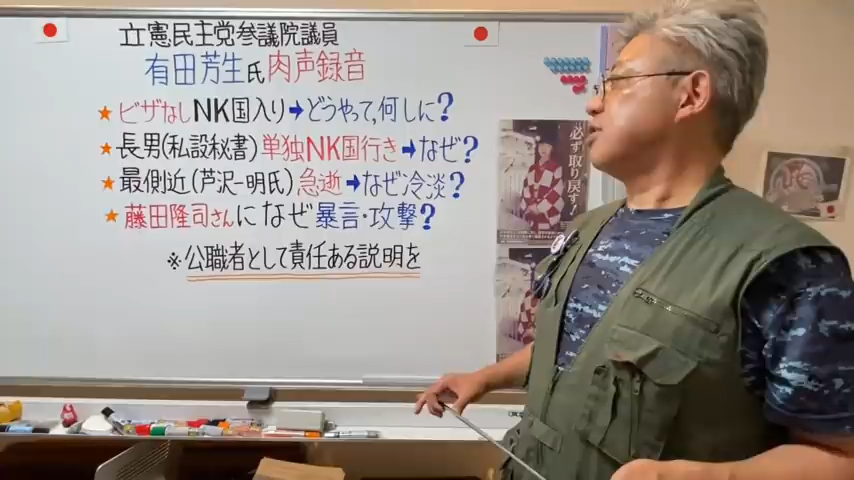 立憲民主党参議院議員
有田芳生氏肉声録音
★ビザなしNK国入り➡どうやって,何しに?
★長男(私設秘書)単独NK国行き➡なぜ?
★最側近(芦沢一明氏)急逝➡なぜ冷淡?
★藤田隆司さんになぜ暴言・攻撃?
※公職者として責任ある説明を
必ず取り戻す!